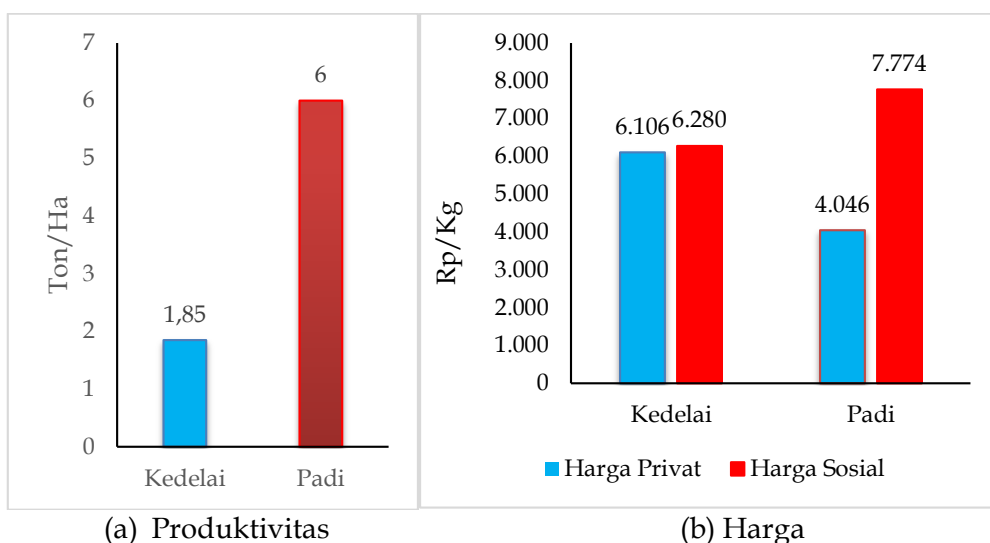 7
6
5
4
3
2
1
0
Ton/Ha
1,85
6
Kedelai
Padi
(a) Produktivitas
9.000
8.000
7.000
6.000
5.000
4.000
3.000
2.000
1.000
0
Rp/Kg
6.106
6.280
4.046
7.774
Kedelai
Padi
Harga Privat
Harga Sosial
(b) Harga